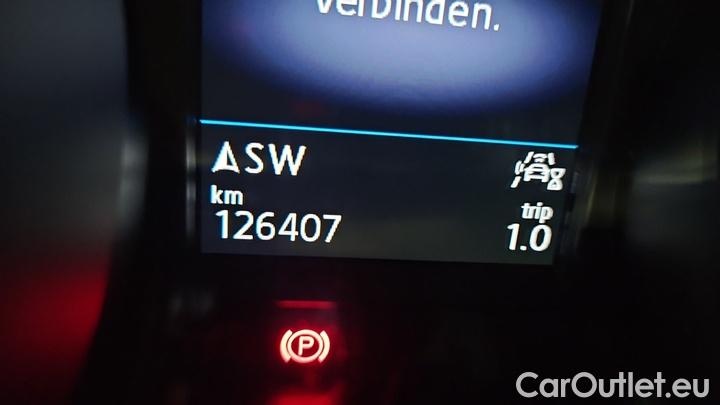 verbinden.
ASW
km
126407
trip
1.0
P
CarOutlet.eu